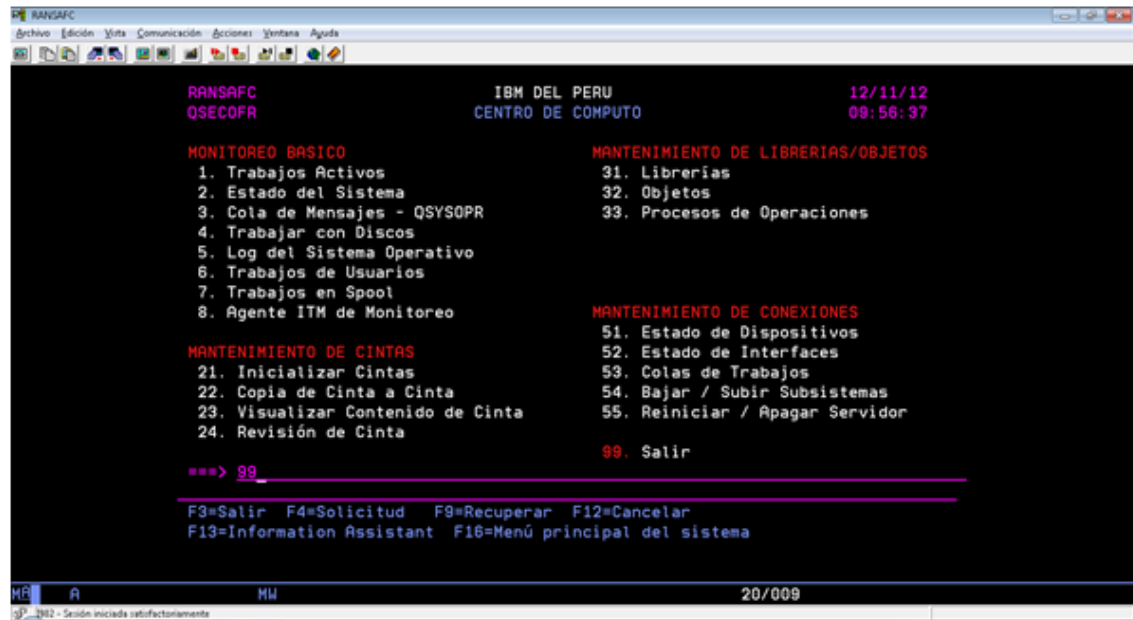 RANSAFC
Archivo Edición Vista Comunicación Acciones Ventana Ayuda
RANSAFC IBM DEL PERU 12/11/12
QSECOFR CENTRO DE COMPUTO 09:56:37
MONITOREO BASICO MANTENIMIENTO DE LIBRERIAS/OBJETOS
1. Trabajos Activos 31. Librerías
2. Estado del Sistema 32. Objetos
3. Cola de Mensajes - QSYSOPR 33. Procesos de Operaciones
4. Trabajar con Discos
5. Log del Sistema Operativo
6. Trabajos de Usuarios
7. Trabajos en Spool
8. Agente ITM de Monitoreo MANTENIMIENTO DE CONEXIONES
51. Estado de Dispositivos
MANTENIMIENTO DE CINTAS 52. Estado de Interfaces
21. Inicializar Cintas 53. Colas de Trabajos
22. Copia de Cinta a Cinta 54. Bajar / Subir Subsistemas
23. Visualizar Contenido de Cinta 55. Reiniciar / Apagar Servidor
24. Revisión de Cinta
99. Salir
===> 99_
F3=Salir F4=Solicitud F9=Recuperar F12=Cancelar
F13=Information Assistant F16=Menú principal del sistema
MA A MW 20/009
1902 - Sesión iniciada satisfactoriamente